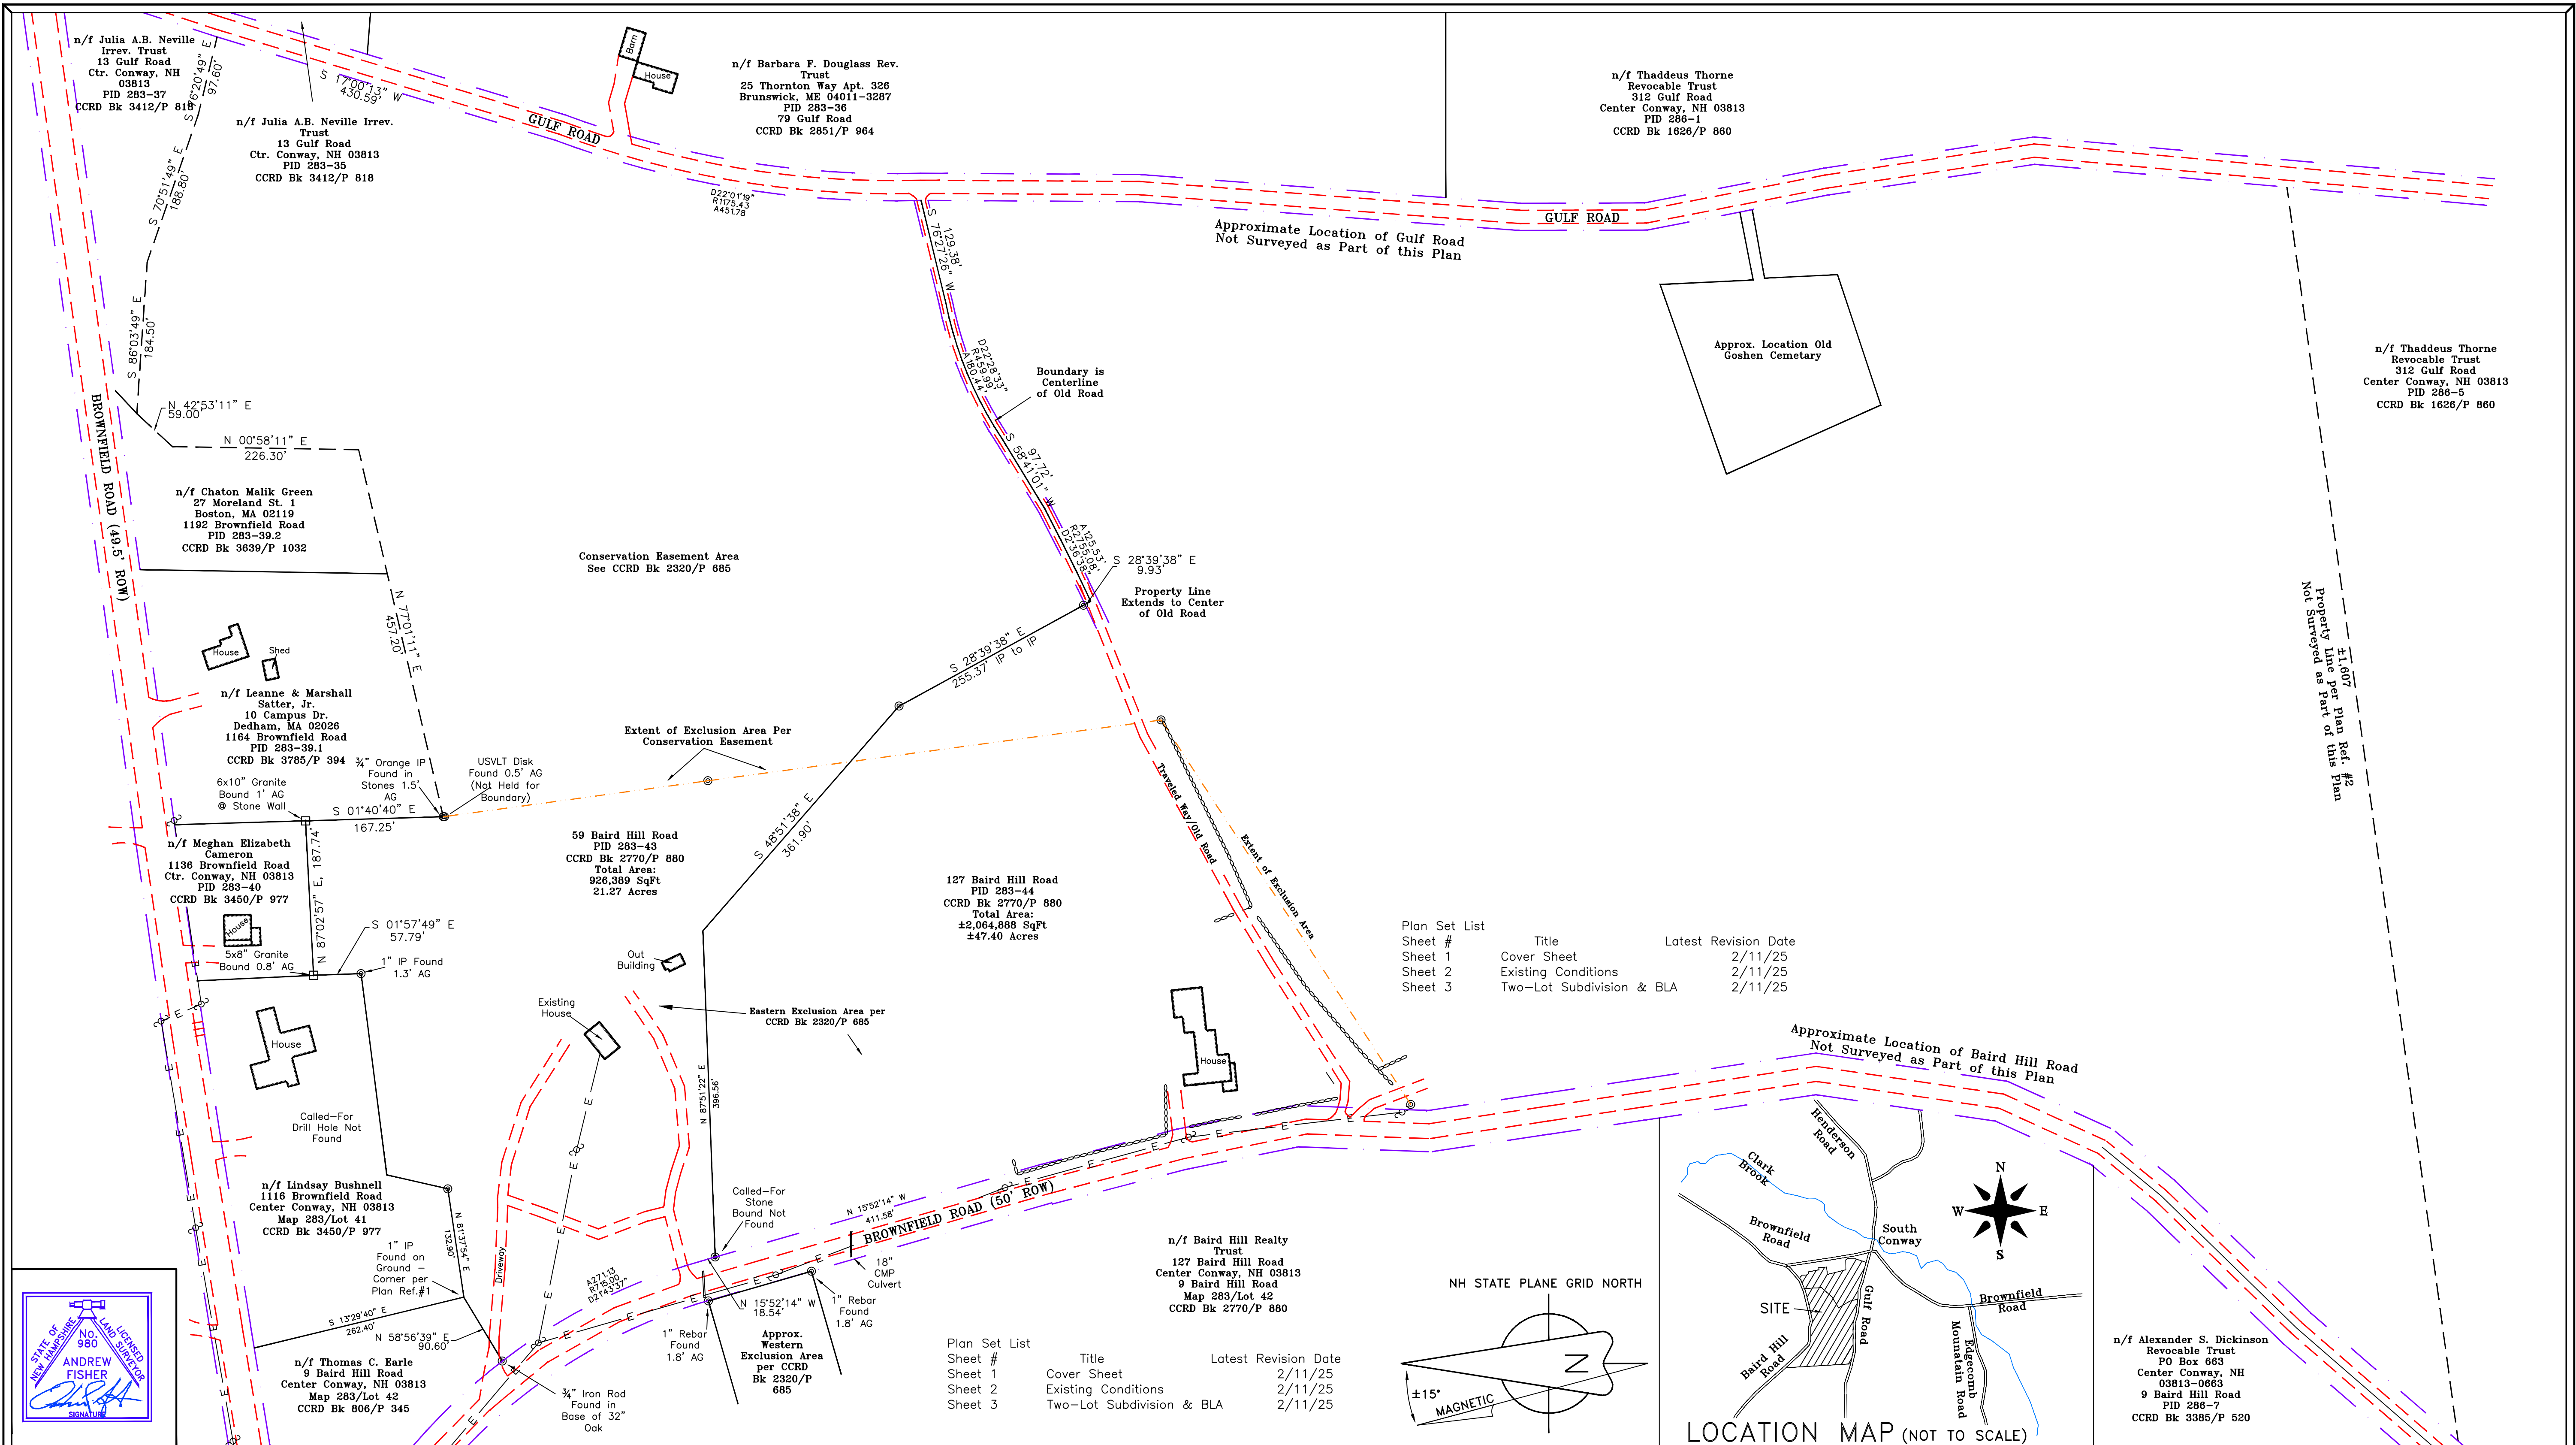 n/f Julia A.B. Neville
Irrev. Trust
13 Gulf Road
Ctr. Conway, NH
03813
PID 283-37
CCRD Bk 3412/P 818
S 76°20'49" E
97.60'
S 17°00'13" W
430.59'
n/f Julia A.B. Neville Irrev.
Trust
13 Gulf Road
Ctr. Conway, NH 03813
PID 283-35
CCRD Bk 3412/P 818
S 70°51'49" E
188.80'
Barn
House
GULF ROAD
n/f Barbara F. Douglass Rev.
Trust
25 Thornton Way Apt. 326
Brunswick, ME 04011-3287
PID 283-36
79 Gulf Road
CCRD Bk 2851/P 964
D22°01'19"
R1175.43
A451.78
n/f Thaddeus Thorne
Revocable Trust
312 Gulf Road
Center Conway, NH 03813
PID 286-1
CCRD Bk 1626/P 860
GULF ROAD
Approximate Location of Gulf Road
Not Surveyed as Part of this Plan
129.38'
S 76°27'26" W
Approx. Location Old
Goshen Cemetary
n/f Thaddeus Thorne
Revocable Trust
312 Gulf Road
Center Conway, NH 03813
PID 286-5
CCRD Bk 1626/P 860
S 86°03'49" E
184.50'
N 42°53'11" E
59.00'
N 00°58'11" E
226.30'
D22°28'33"
R459.99'
A180.44'
Boundary is
Centerline
of Old Road
97.72'
S 58°41'01" W
BROWNFIELD ROAD (49.5' ROW)
n/f Chaton Malik Green
27 Moreland St. 1
Boston, MA 02119
1192 Brownfield Road
PID 283-39.2
CCRD Bk 3639/P 1032
Conservation Easement Area
See CCRD Bk 2320/P 685
A125.53'
R2755.08'
D2°36'38"
S 28°39'38" E
9.93'
Property Line
Extends to Center
of Old Road
N 77°01'11" E
457.20'
S 28°39'38" E
255.37' IP to IP
±1,607
Property Line per Plan Ref. #2
Not Surveyed as Part of this Plan
House
Shed
n/f Leanne & Marshall
Satter, Jr.
10 Campus Dr.
Dedham, MA 02026
1164 Brownfield Road
PID 283-39.1
CCRD Bk 3785/P 394
¾" Orange IP
Found in
Stones 1.5'
AG
USVLT Disk
Found 0.5' AG
(Not Held for
Boundary)
Extent of Exclusion Area Per
Conservation Easement
6x10" Granite
Bound 1' AG
@ Stone Wall
S 01°40'40" E
167.25'
Traveled Way/Old Road
Extent of Exclusion Area
S 48°51'38" E
361.90'
n/f Meghan Elizabeth
Cameron
1136 Brownfield Road
Ctr. Conway, NH 03813
PID 283-40
CCRD Bk 3450/P 977
N 87°02'57" E, 187.74'
59 Baird Hill Road
PID 283-43
CCRD Bk 2770/P 880
Total Area:
926,389 SqFt
21.27 Acres
127 Baird Hill Road
PID 283-44
CCRD Bk 2770/P 880
Total Area:
±2,064,888 SqFt
±47.40 Acres
House
S 01°57'49" E
57.79'
5x8" Granite
Bound 0.8' AG
1" IP Found
1.3' AG
Out
Building
Plan Set List
Sheet # Title Latest Revision Date
Sheet 1 Cover Sheet 2/11/25
Sheet 2 Existing Conditions 2/11/25
Sheet 3 Two-Lot Subdivision & BLA 2/11/25
Existing
House
Eastern Exclusion Area per
CCRD Bk 2320/P 685
House
House
N 87°51'22" E
396.56'
Approximate Location of Baird Hill Road
Not Surveyed as Part of this Plan
Called-For
Drill Hole Not
Found
n/f Lindsay Bushnell
1116 Brownfield Road
Center Conway, NH 03813
Map 283/Lot 41
CCRD Bk 3450/P 977
Called-For
Stone
Bound Not
Found
N 15°52'14" W
411.58'
BROWNFIELD ROAD (50' ROW)
N 81°37'54" E
132.90'
1" IP
Found on
Ground -
Corner per
Plan Ref.#1
Driveway
A271.13
R715.00
D21°43'37"
18"
CMP
Culvert
N 15°52'14" W
18.54'
1" Rebar
Found
1.8' AG
1" Rebar
Found
1.8' AG
Approx.
Western
Exclusion Area
per CCRD
Bk 2320/P
685
n/f Baird Hill Realty
Trust
127 Baird Hill Road
Center Conway, NH 03813
9 Baird Hill Road
Map 283/Lot 42
CCRD Bk 2770/P 880
S 13°29'40" E
262.40'
N 58°56'39" E
90.60'
n/f Thomas C. Earle
9 Baird Hill Road
Center Conway, NH 03813
Map 283/Lot 42
CCRD Bk 806/P 345
¾" Iron Rod
Found in
Base of 32"
Oak
Plan Set List
Sheet # Title Latest Revision Date
Sheet 1 Cover Sheet 2/11/25
Sheet 2 Existing Conditions 2/11/25
Sheet 3 Two-Lot Subdivision & BLA 2/11/25
NH STATE PLANE GRID NORTH
N
±15°
MAGNETIC
Henderson
Road
Clark
Brook
Brownfield
Road
South
Conway
N
W
E
S
SITE
Gulf Road
Brownfield
Road
Baird Hill
Road
Edgecomb
Mounatain Road
LOCATION MAP (NOT TO SCALE)
n/f Alexander S. Dickinson
Revocable Trust
PO Box 663
Center Conway, NH
03813-0663
9 Baird Hill Road
PID 286-7
CCRD Bk 3385/P 520
STATE OF
NEW HAMPSHIRE
LICENSED
LAND SURVEYOR
No.
980
ANDREW
FISHER
SIGNATURE